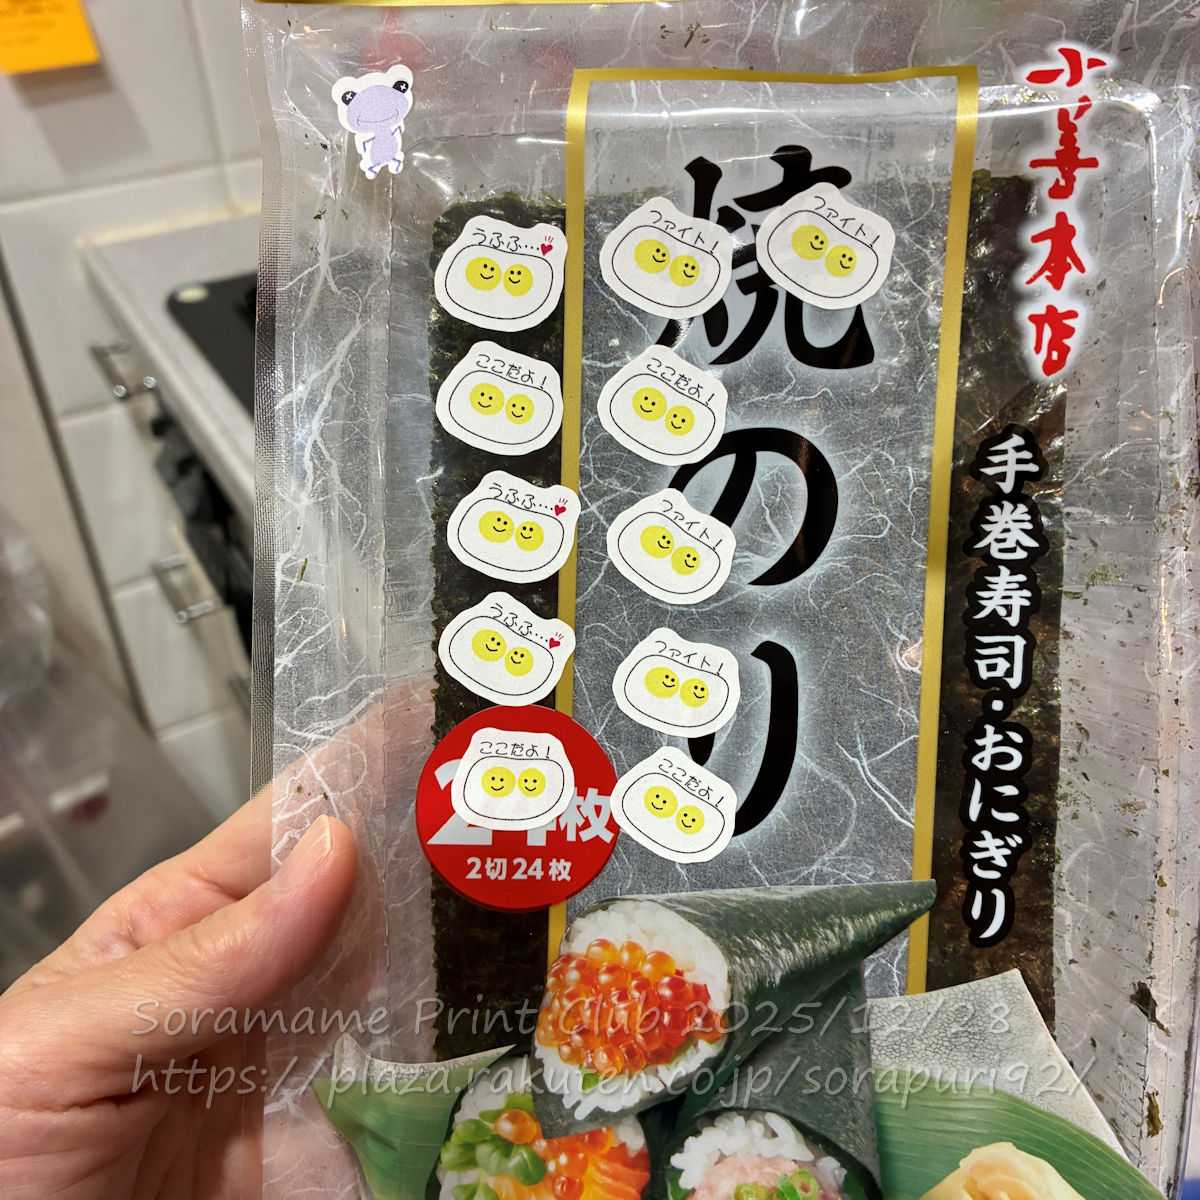 小善本店
焼のり
手巻寿司・おにぎり
うふふ…
ファイト!
ファイト!
ここだよ!
ここだよ!
うふふ…
ファイト!
うふふ…
ファイト!
ここだよ!
ここだよ!
枚
2切24枚
Soramame Print Club 2025/12/28
https://plaza.rakuten.co.jp/sorapuri92/